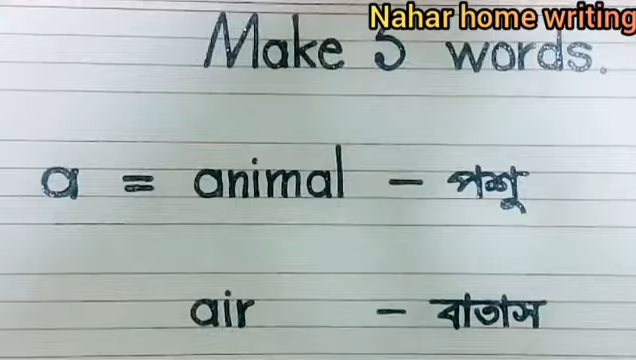 Nahar home writing
Make 5 words.
a = animal - পশু
air - বাতাস